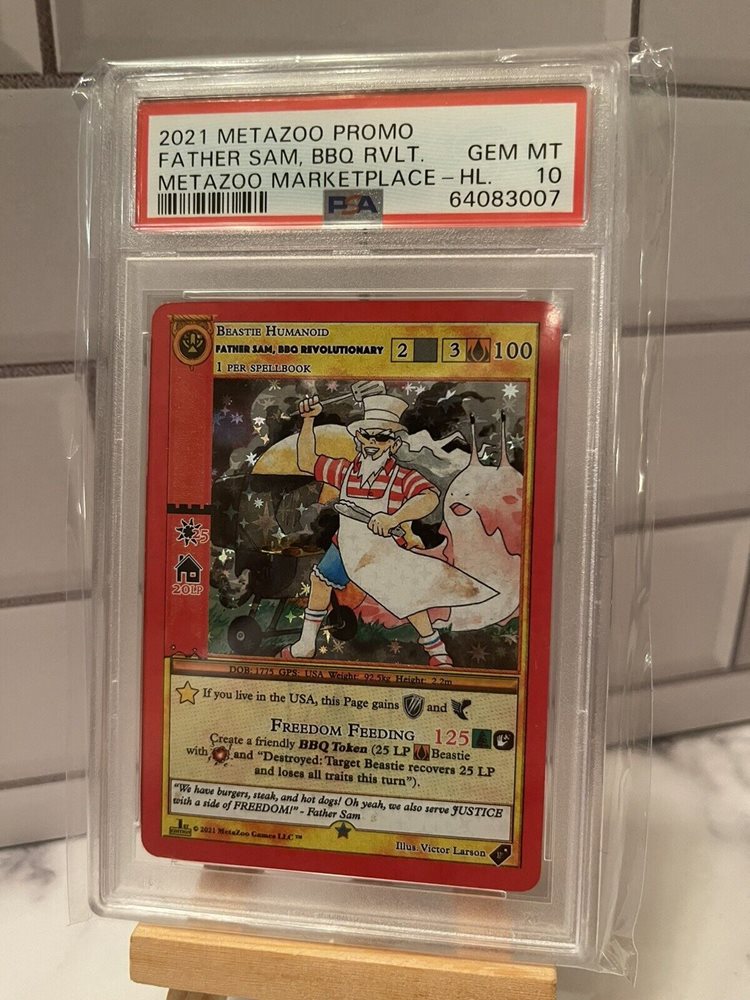 2021 METAZOO PROMO
FATHER SAM, BBQ RVLT. GEM MT
METAZOO MARKETPLACE - HL. 10
PSA 64083007
BEASTIE HUMANOID
FATHER SAM, BBQ REVOLUTIONARY 2 3 100
1 PER SPELLBOOK
25
20LP
DOB: 1775 GPS: USA Weight: 92.5kg Height: 2.2m
If you live in the USA, this Page gains and
FREEDOM FEEDING 125
Create a friendly BBQ Token (25 LP Beastie
with and "Destroyed: Target Beastie recovers 25 LP
and loses all traits this turn").
"We have burgers, steak, and hot dogs! Oh yeah, we also serve JUSTICE
with a side of FREEDOM!" - Father Sam
1st EDITION © 2021 MetaZoo Games LLC ™
Illus. Victor Larson